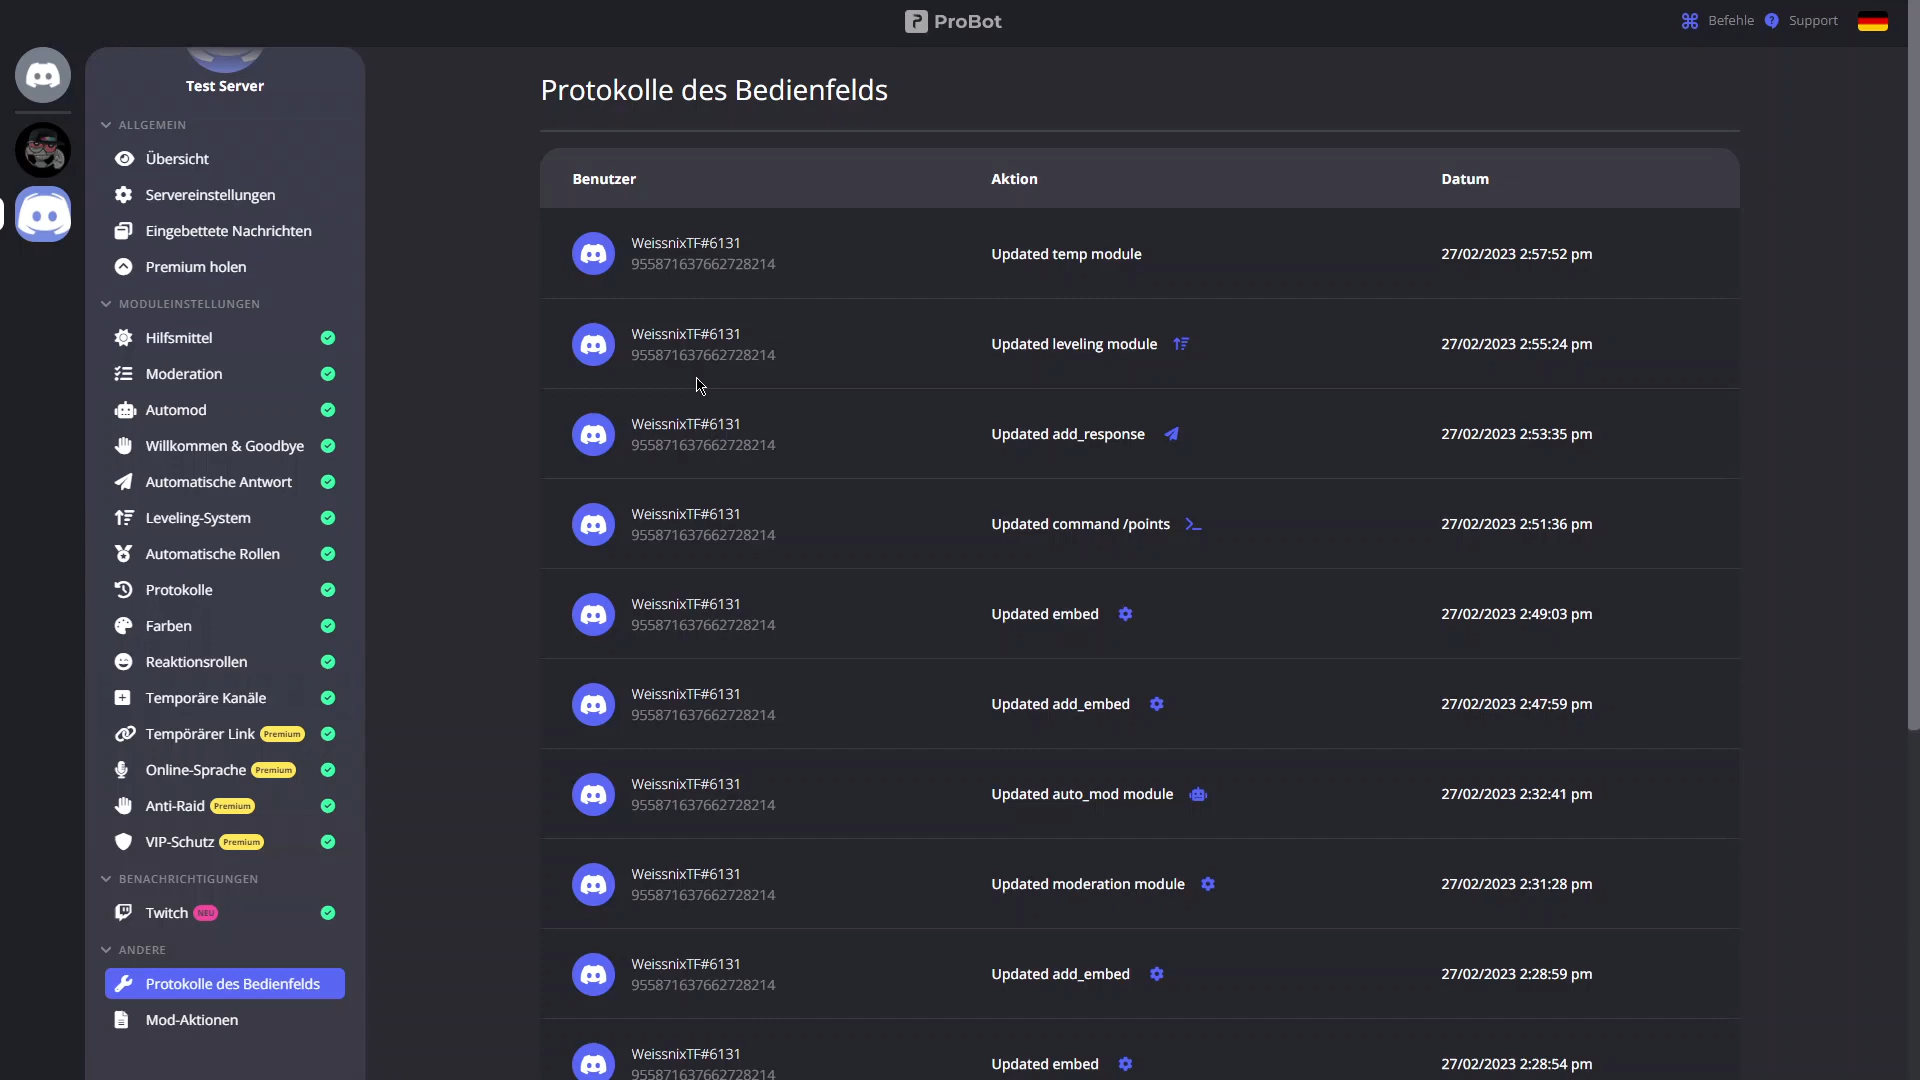 ProBot
Befehle
Support
Test Server
ALLGEMEIN
Übersicht
Servereinstellungen
Eingebettete Nachrichten
Premium holen
MODULEINSTELLUNGEN
Hilfsmittel
Moderation
Automod
Willkommen & Goodbye
Automatische Antwort
Leveling-System
Automatische Rollen
Protokolle
Farben
Reaktionsrollen
Temporäre Kanäle
Tempörärer Link Premium
Online-Sprache Premium
Anti-Raid Premium
VIP-Schutz Premium
BENACHRICHTIGUNGEN
Twitch NEU
ANDERE
Protokolle des Bedienfelds
Mod-Aktionen
Protokolle des Bedienfelds
Benutzer Aktion Datum
WeissnixTF#6131
955871637662728214
Updated temp module
27/02/2023 2:57:52 pm
WeissnixTF#6131
955871637662728214
Updated leveling module
27/02/2023 2:55:24 pm
WeissnixTF#6131
955871637662728214
Updated add_response
27/02/2023 2:53:35 pm
WeissnixTF#6131
955871637662728214
Updated command /points
27/02/2023 2:51:36 pm
WeissnixTF#6131
955871637662728214
Updated embed
27/02/2023 2:49:03 pm
WeissnixTF#6131
955871637662728214
Updated add_embed
27/02/2023 2:47:59 pm
WeissnixTF#6131
955871637662728214
Updated auto_mod module
27/02/2023 2:32:41 pm
WeissnixTF#6131
955871637662728214
Updated moderation module
27/02/2023 2:31:28 pm
WeissnixTF#6131
955871637662728214
Updated add_embed
27/02/2023 2:28:59 pm
WeissnixTF#6131
955871637662728214
Updated embed
27/02/2023 2:28:54 pm